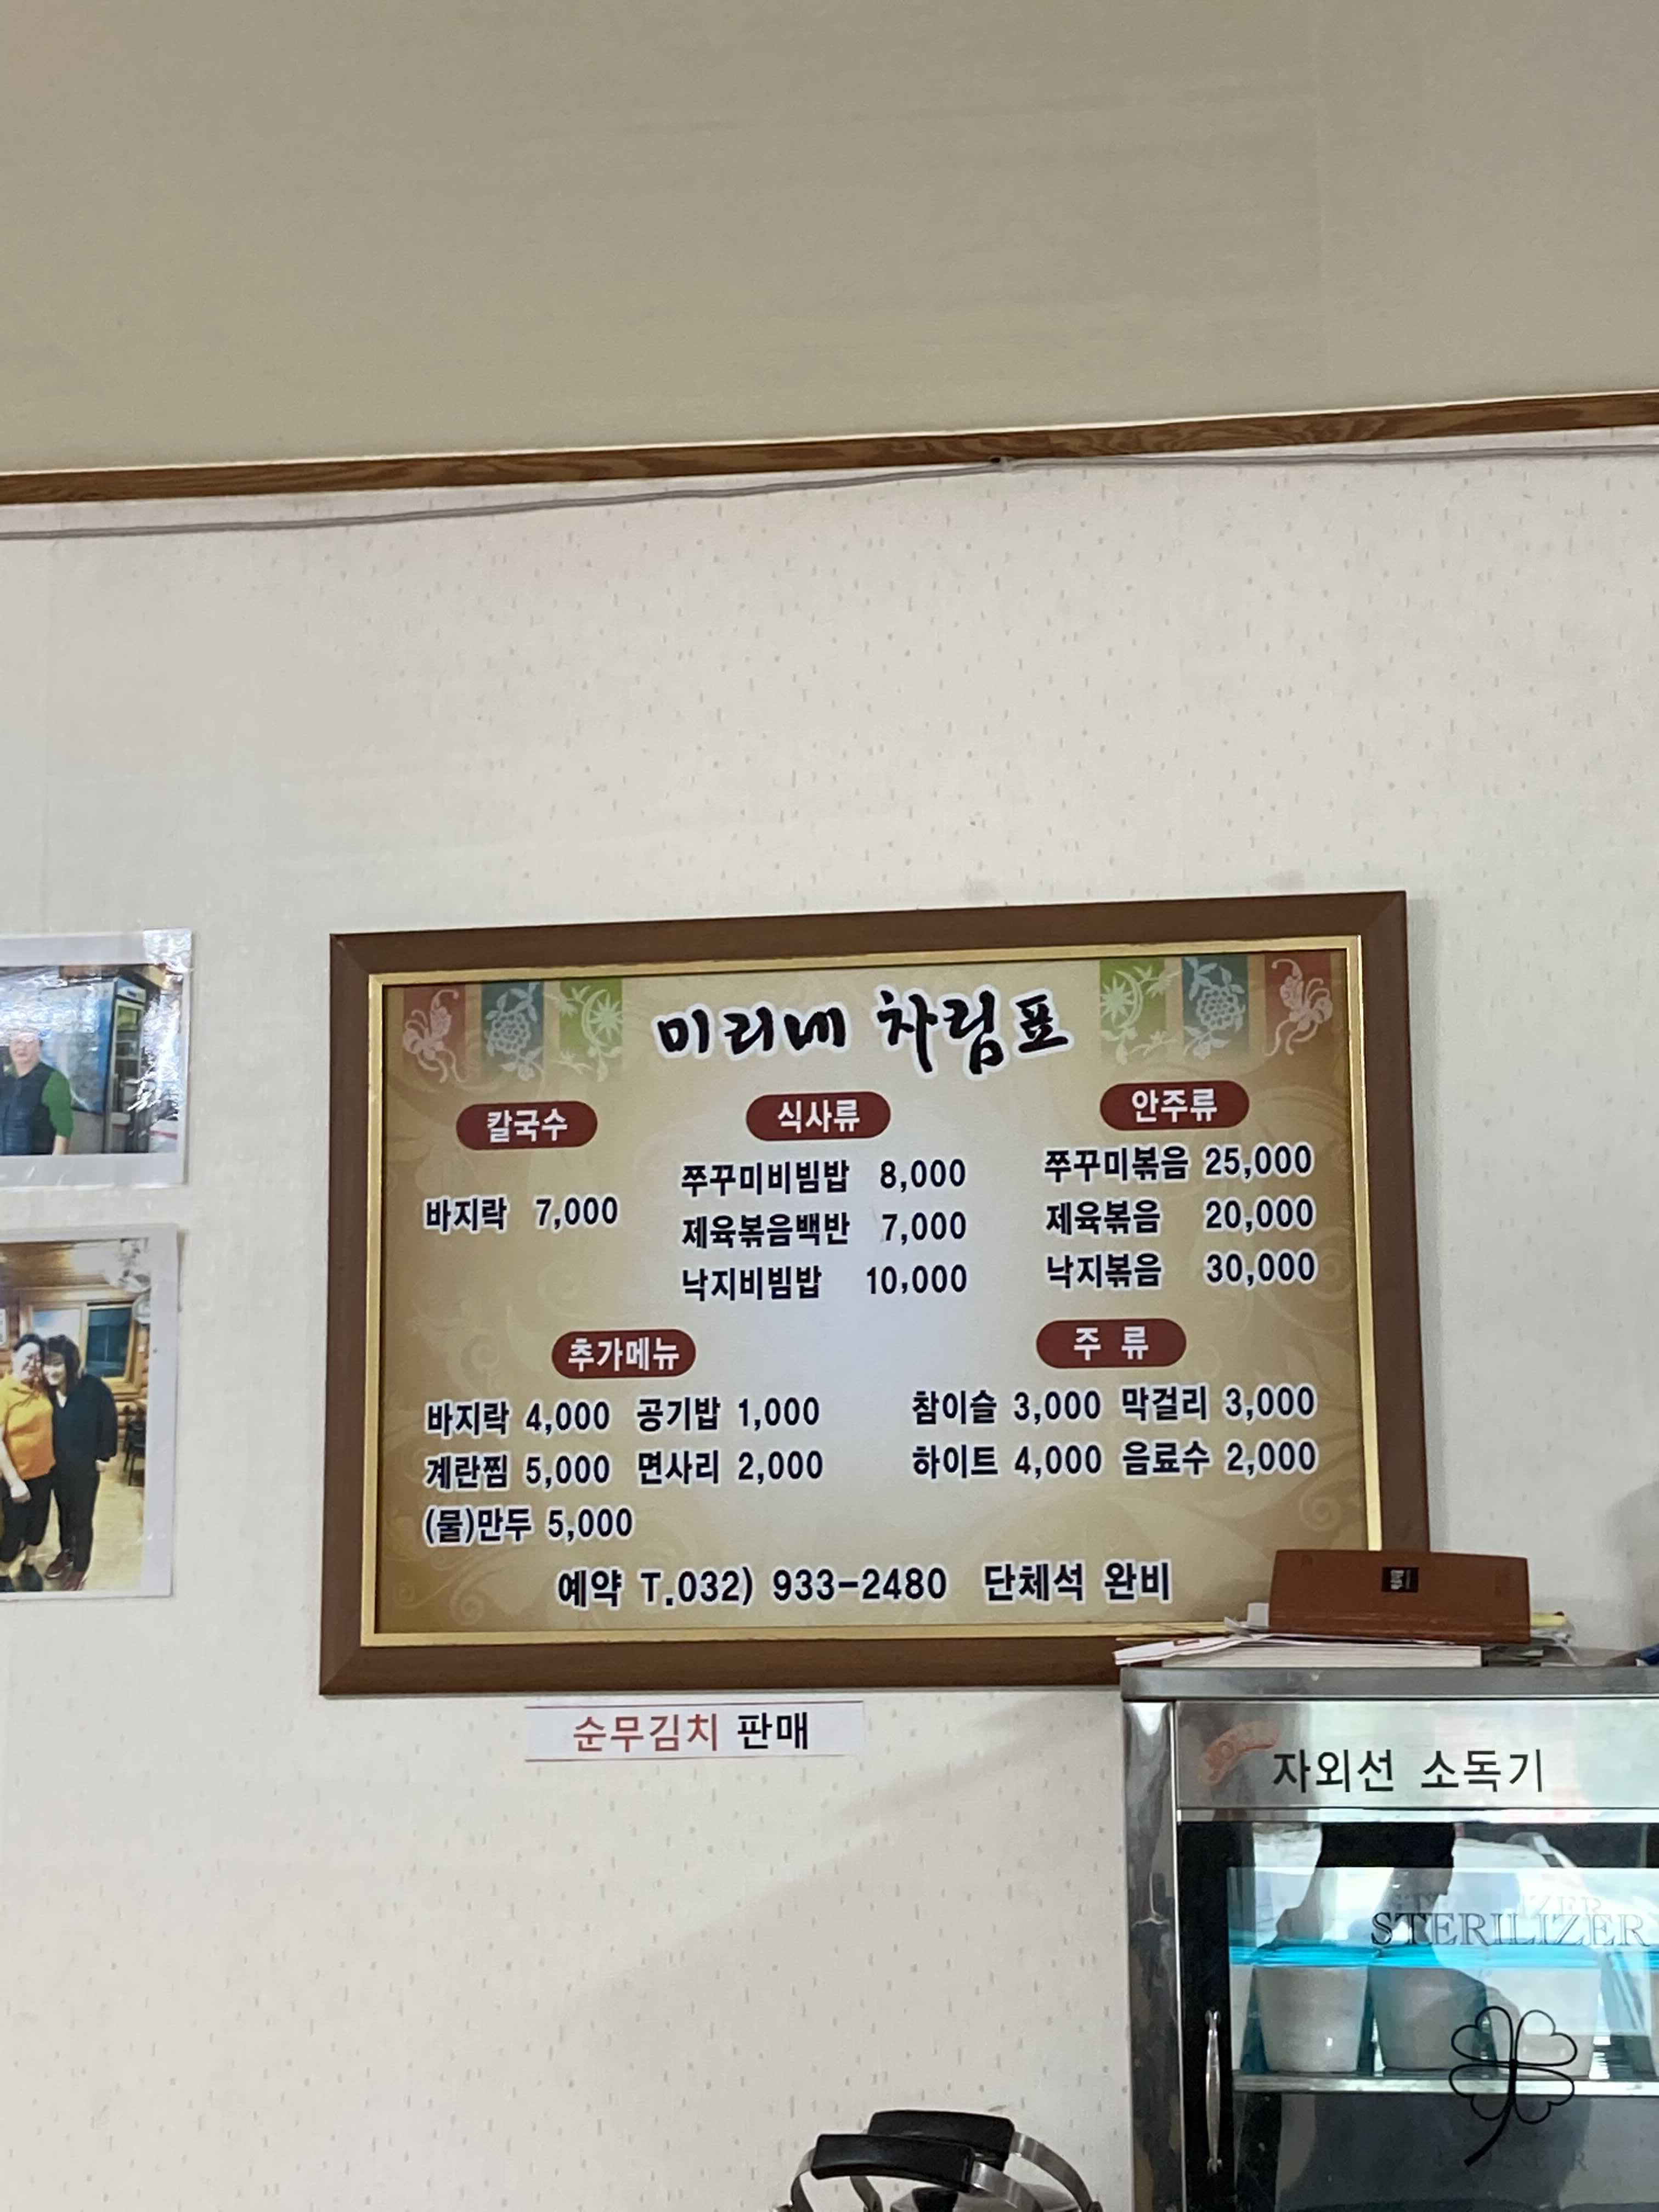 미리내 차림표
칼국수
바지락 7,000
식사류
쭈꾸미비빔밥 8,000
제육볶음백반 7,000
낙지비빔밥 10,000
안주류
쭈꾸미볶음 25,000
제육볶음 20,000
낙지볶음 30,000
추가메뉴
바지락 4,000 공기밥 1,000
계란찜 5,000 면사리 2,000
(물)만두 5,000
주 류
참이슬 3,000 막걸리 3,000
하이트 4,000 음료수 2,000
예약 T.032) 933-2480 단체석 완비
순무김치 판매
자외선 소독기
STERILIZER